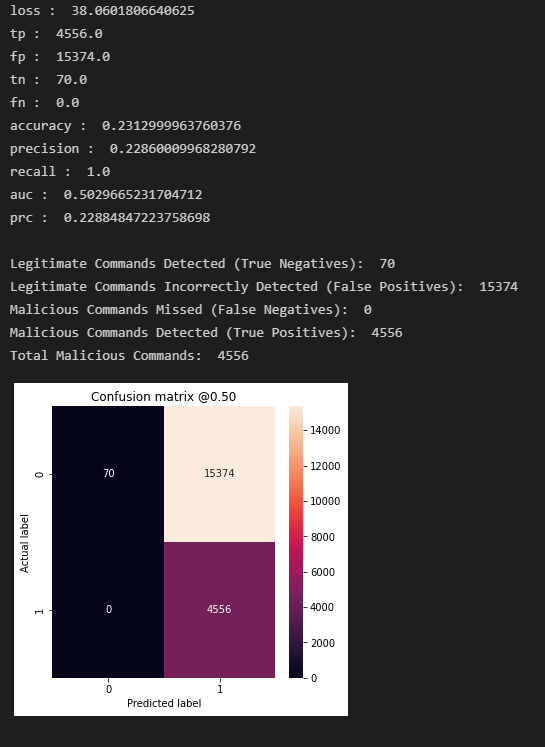 loss :  38.0601806640625
tp :  4556.0
fp :  15374.0
tn :  70.0
fn :  0.0
accuracy :  0.2312999963760376
precision :  0.22860009968280792
recall :  1.0
auc :  0.5029665231704712
prc :  0.22884847223758698
Legitimate Commands Detected (True Negatives):  70
Legitimate Commands Incorrectly Detected (False Positives):  15374
Malicious Commands Missed (False Negatives):  0
Malicious Commands Detected (True Positives):  4556
Total Malicious Commands:  4556
Confusion matrix @0.50
Actual label
0
1
70
15374
0
4556
0
1
Predicted label
14000
12000
10000
8000
6000
4000
2000
0